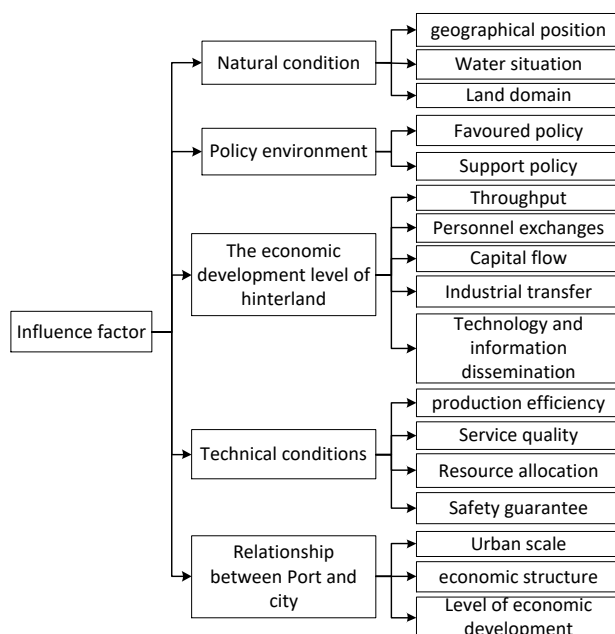 geographical position
Natural condition
Water situation
Land domain
Favoured policy
Policy environment
Support policy
Throughput
Personnel exchanges
The economic
development level of
hinterland
Capital flow
Industrial transfer
Influence factor
Technology and
information
dissemination
production efficiency
Service quality
Technical conditions
Resource allocation
Safety guarantee
Urban scale
Relationship
between Port and
city
economic structure
Level of economic
development